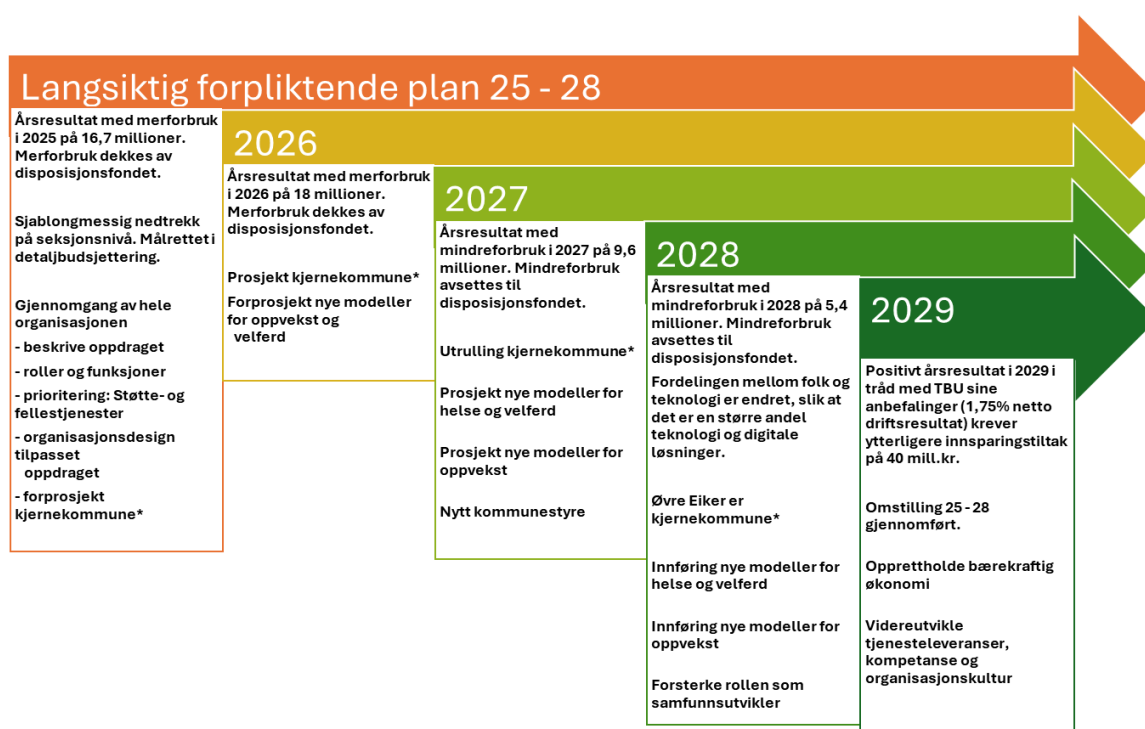 Langsiktig forpliktende plan 25 - 28
Årsresultat med merforbruk
i 2025 på 16,7 millioner.
Merforbruk dekkes av
disposisjonsfondet.
Sjablongmessig nedtrekk
på seksjonsnivå. Målrettet i
detaljbudsjettering.
Gjennomgang av hele
organisasjonen
- beskrive oppdraget
- roller og funksjoner
- prioritering: Støtte- og
fellestjenester
- organisasjonsdesign
tilpasset
oppdraget
- forprosjekt
kjernekommune*
2026
Årsresultat med merforbruk
i 2026 på 18 millioner.
Merforbruk dekkes av
disposisjonsfondet.
Prosjekt kjernekommune*
Forprosjekt nye modeller
for oppvekst og
velferd
2027
Årsresultat med
mindreforbruk i 2027 på 9,6
millioner. Mindreforbruk
avsettes til
disposisjonsfondet.
Utrulling kjernekommune*
Prosjekt nye modeller for
helse og velferd
Prosjekt nye modeller for
oppvekst
Nytt kommunestyre
2028
Årsresultat med
mindreforbruk i 2028 på 5,4
millioner. Mindreforbruk
avsettes til
disposisjonsfondet.
Fordelingen mellom folk og
teknologi er endret, slik at
det er en større andel
teknologi og digitale
løsninger.
Øvre Eiker er
kjernekommune*
Innføring nye modeller for
helse og velferd
Innføring nye modeller for
oppvekst
Forsterke rollen som
samfunnsutvikler
2029
Positivt årsresultat i 2029 i
tråd med TBU sine
anbefalinger (1,75% netto
driftsresultat) krever
ytterligere innsparingstiltak
på 40 mill.kr.
Omstilling 25 - 28
gjennomført.
Opprettholde bærekraftig
økonomi
Videreutvikle
tjenesteleveranser,
kompetanse og
organisasjonskultur